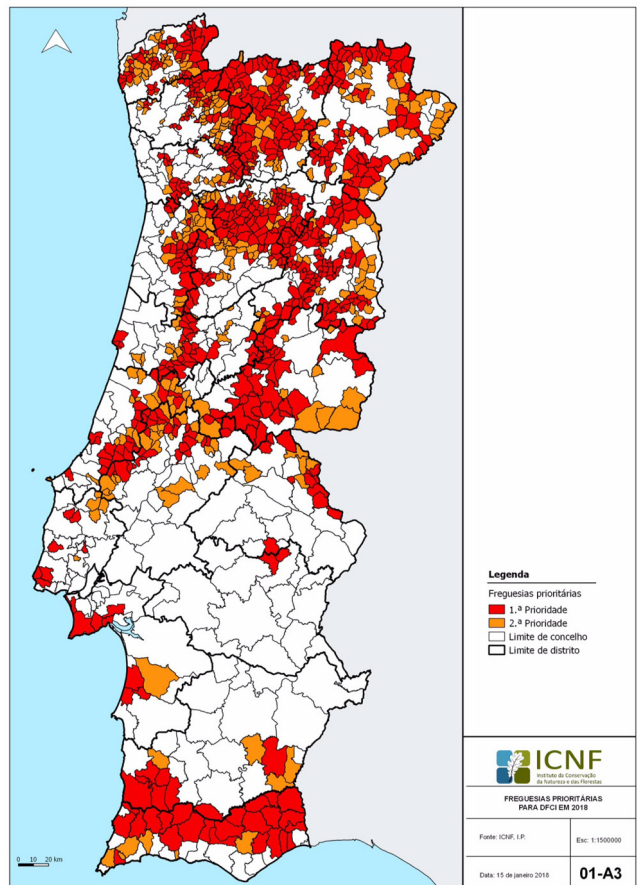 Legenda
Freguesias prioritárias
1.ª Prioridade
2.ª Prioridade
Limite de concelho
Limite de distrito
ICNF
Instituto da Conservação
da Natureza e das Florestas
FREGUESIAS PRIORITÁRIAS
PARA DFCI EM 2018
Fonte: ICNF, I.P.
Esc: 1:1500000
Data: 15 de janeiro 2018
01-A3
0 10 20 km